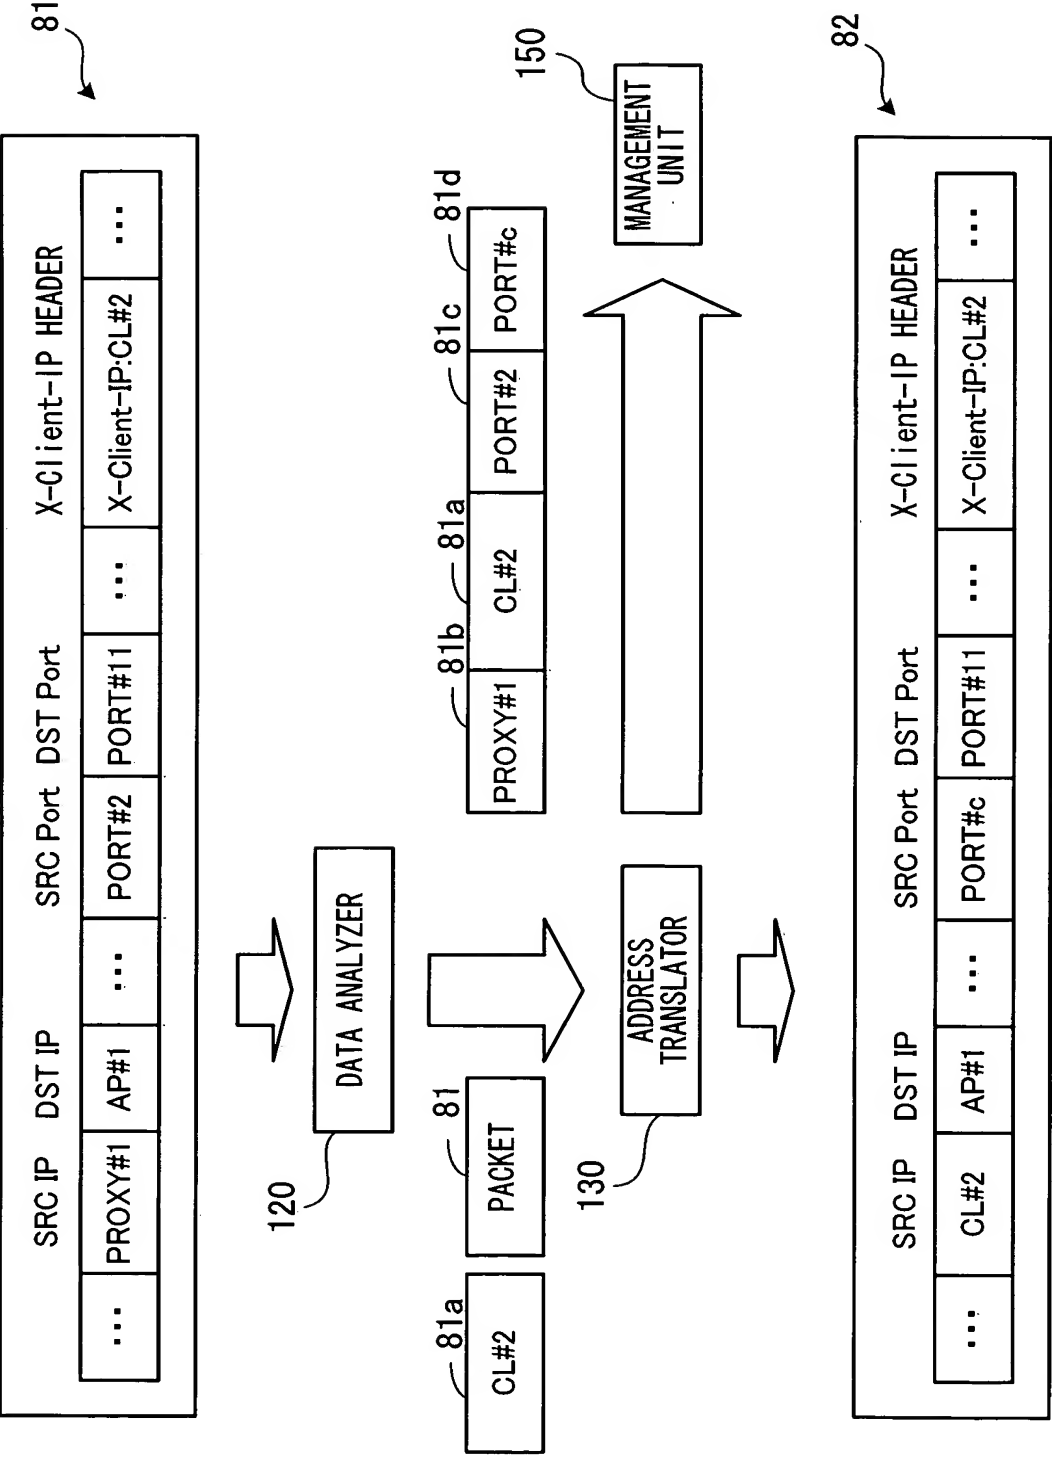 81
SRC IP DST IP SRC Port DST Port X-Client-IP HEADER
... PROXY#1 AP#1 ... PORT#2 PORT#11 ... X-Client-IP:CL#2 ...
120
DATA ANALYZER
81a
CL#2
81
PACKET
81b 81a 81c 81d
PROXY#1 CL#2 PORT#2 PORT#c
130
ADDRESS
TRANSLATOR
150
MANAGEMENT
UNIT
82
SRC IP DST IP SRC Port DST Port X-Client-IP HEADER
... CL#2 AP#1 ... PORT#c PORT#11 ... X-Client-IP:CL#2 ...